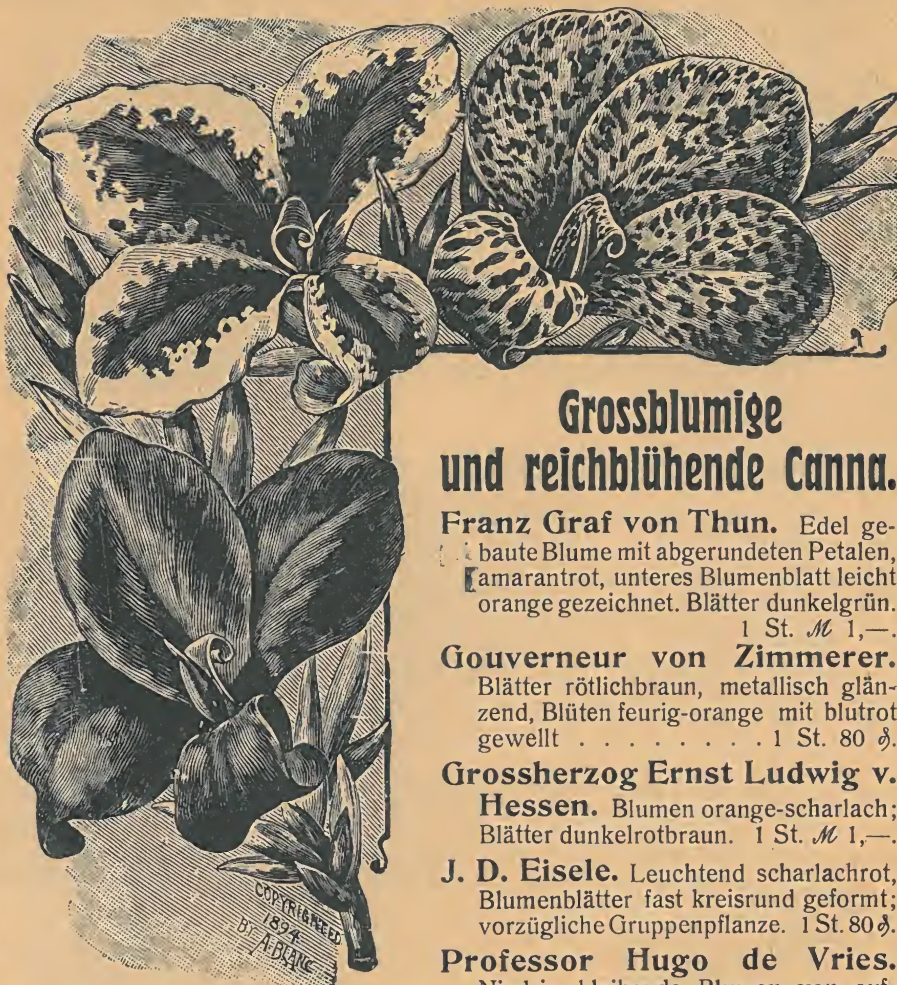 Grossblumige
und reichblühende Canna.
Franz Graf von Thun. Edel ge-
baute Blume mit abgerundeten Petalen,
amarantrot, unteres Blumenblatt leicht
orange gezeichnet. Blätter dunkelgrün.
1 St. ℳ 1,—.
Gouverneur von Zimmerer.
Blätter rötlichbraun, metallisch glän-
zend, Blüten feurig-orange mit blutrot
gewellt . . . . . . . . 1 St. 80 ₰.
Grossherzog Ernst Ludwig v.
Hessen. Blumen orange-scharlach;
Blätter dunkelrotbraun. 1 St. ℳ 1,—.
J. D. Eisele. Leuchtend scharlachrot,
Blumenblätter fast kreisrund geformt;
vorzügliche Gruppenpflanze. 1 St. 80 ₰.
Professor Hugo de Vries.
COPYRIGHTED
1894
BY A. BLANC